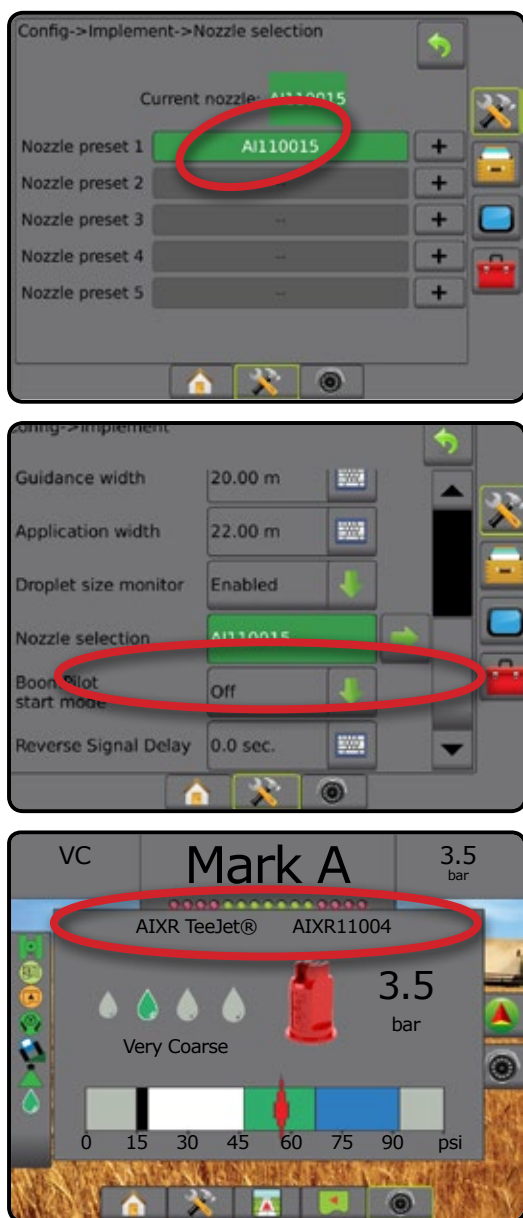 Config->Implement->Nozzle selection
Current nozzle: AI110015
Nozzle preset 1 AI110015 +
Nozzle preset 2 -- +
Nozzle preset 3 -- +
Nozzle preset 4 -- +
Nozzle preset 5 -- +
Config->Implement
Guidance width 20.00 m
Application width 22.00 m
Droplet size monitor Enabled
Nozzle selection AI110015
BoomPilot
start mode Off
Reverse Signal Delay 0.0 sec.
VC Mark A 3.5
bar
AIXR TeeJet® AIXR11004
3.5
bar
Very Coarse
0 15 30 45 60 75 90 psi